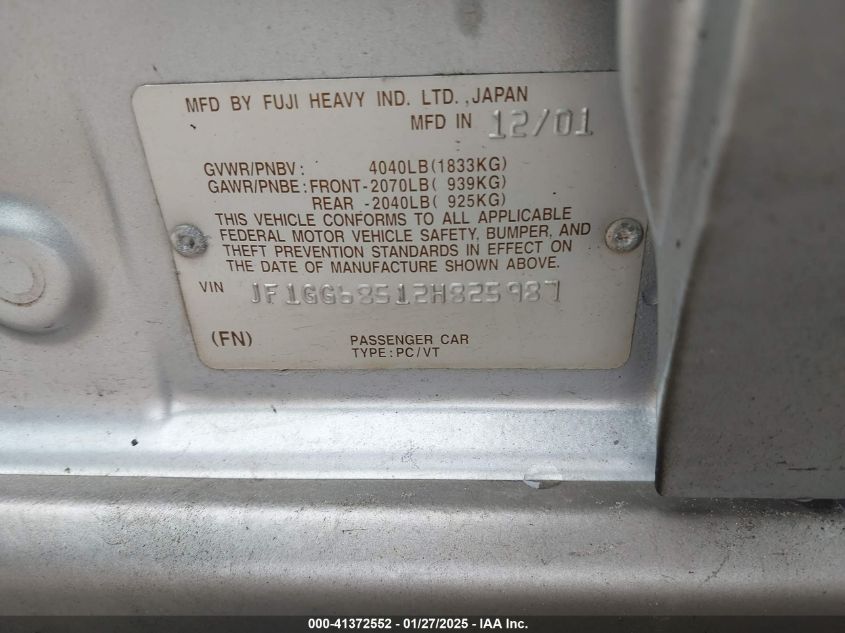 MFD BY FUJI HEAVY IND. LTD. ,JAPAN
MFD IN 12/01
GVWR/PNBV: 4040LB(1833KG)
GAWR/PNBE:FRONT-2070LB( 939KG)
REAR -2040LB( 925KG)
THIS VEHICLE CONFORMS TO ALL APPLICABLE
FEDERAL MOTOR VEHICLE SAFETY, BUMPER, AND
THEFT PREVENTION STANDARDS IN EFFECT ON
THE DATE OF MANUFACTURE SHOWN ABOVE.
VIN JF1GG68512H825987
(FN) PASSENGER CAR
TYPE:PC/VT
000-41372552 - 01/27/2025 - IAA Inc.